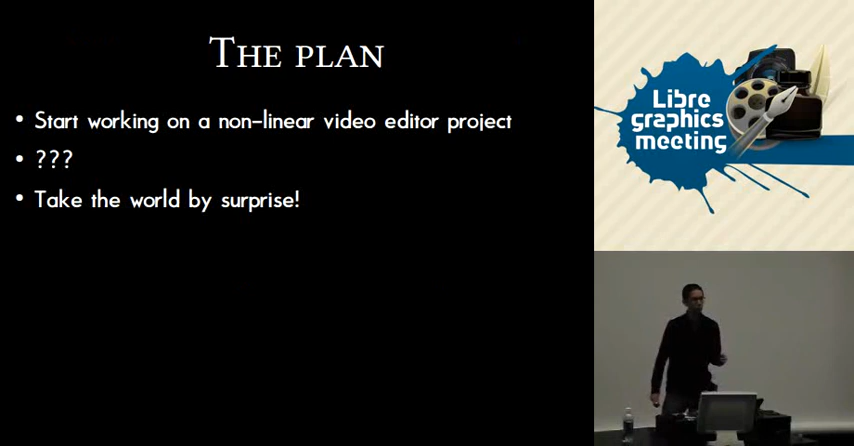 THE PLAN
• Start working on a non-linear video editor project
• ???
• Take the world by surprise!
Libre
graphics
meeting